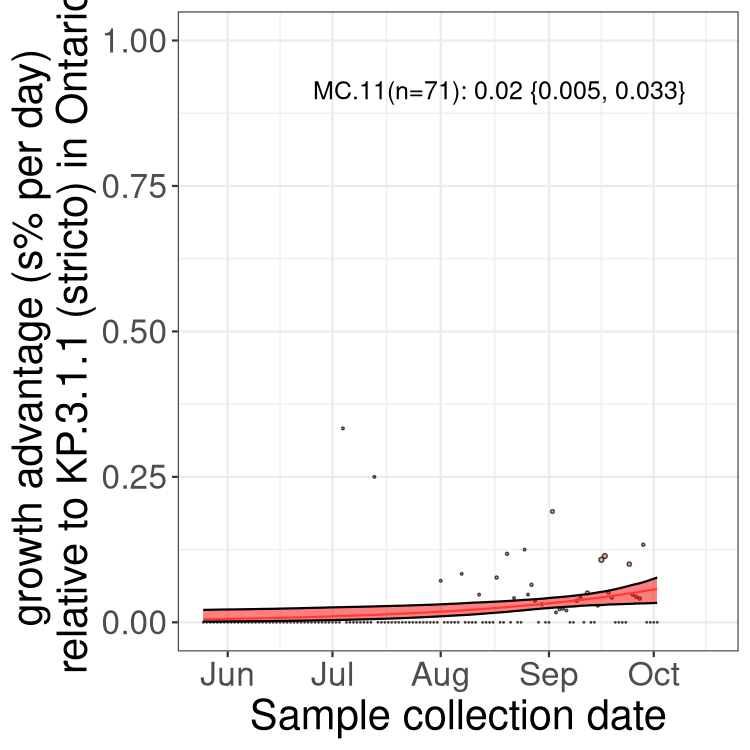 growth advantage (s% per day)
relative to KP.3.1.1 (stricto) in Ontario
1.00
0.75
0.50
0.25
0.00
MC.11(n=71): 0.02 {0.005, 0.033}
Jun Jul Aug Sep Oct
Sample collection date